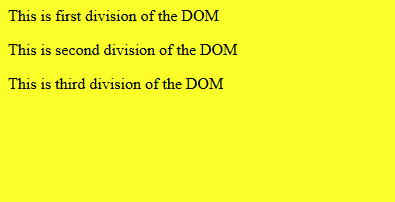 This is first division of the DOM
This is second division of the DOM
This is third division of the DOM